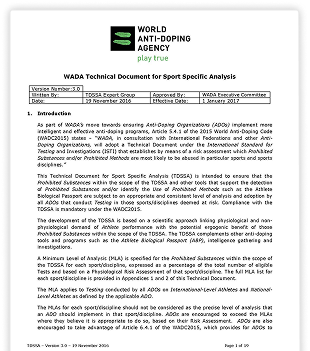 WORLD
ANTI-DOPING
AGENCY
play true
WADA Technical Document for Sport Specific Analysis
Version Number:3.0
Written By: TDSSA Expert Group Approved By: WADA Executive Committee
Date: 19 November 2016 Effective Date: 1 January 2017
1. Introduction
As part of WADA's move towards ensuring Anti-Doping Organizations (ADOs) implement more
intelligent and effective anti-doping programs, Article 5.4.1 of the 2015 World Anti-Doping Code
(WADC2015) states – "WADA, in consultation with International Federations and other Anti-
Doping Organizations, will adopt a Technical Document under the International Standard for
Testing and Investigations (ISTI) that establishes by means of a risk assessment which Prohibited
Substances and/or Prohibited Methods are most likely to be abused in particular sports and sports
disciplines."
This Technical Document for Sport Specific Analysis (TDSSA) is intended to ensure that the
Prohibited Substances within the scope of the TDSSA and other tools that support the detection
of Prohibited Substances and/or identify the Use of Prohibited Methods such as the Athlete
Biological Passport are subject to an appropriate and consistent level of analysis and adoption by
all ADOs that conduct Testing in those sports/disciplines deemed at risk. Compliance with the
TDSSA is mandatory under the WADC2015.
The development of the TDSSA is based on a scientific approach linking physiological and non-
physiological demand of Athlete performance with the potential ergogenic benefit of those
Prohibited Substances within the scope of the TDSSA. The TDSSA complements other anti-doping
tools and programs such as the Athlete Biological Passport (ABP), intelligence gathering and
investigations.
A Minimum Level of Analysis (MLA) is specified for the Prohibited Substances within the scope of
the TDSSA for each sport/discipline, expressed as a percentage of the total number of eligible
Tests and based on a Physiological Risk Assessment of that sport/discipline. The full MLA list for
each sport/discipline is provided in Appendices 1 and 2 of this Technical Document.
The MLA applies to Testing conducted by all ADOs on International-Level Athletes and National-
Level Athletes as defined by the applicable ADO.
The MLAs for each sport/discipline should not be considered as the precise level of analysis that
an ADO should implement in that sport/discipline. ADOs are encouraged to exceed the MLAs
where they believe it is appropriate to do so, based on their Risk Assessment. ADOs are also
encouraged to take advantage of Article 6.4.1 of the WADC2015, which provides for ADOs to
TDSSA – Version 3.0 – 19 November 2016 Page 1 of 19